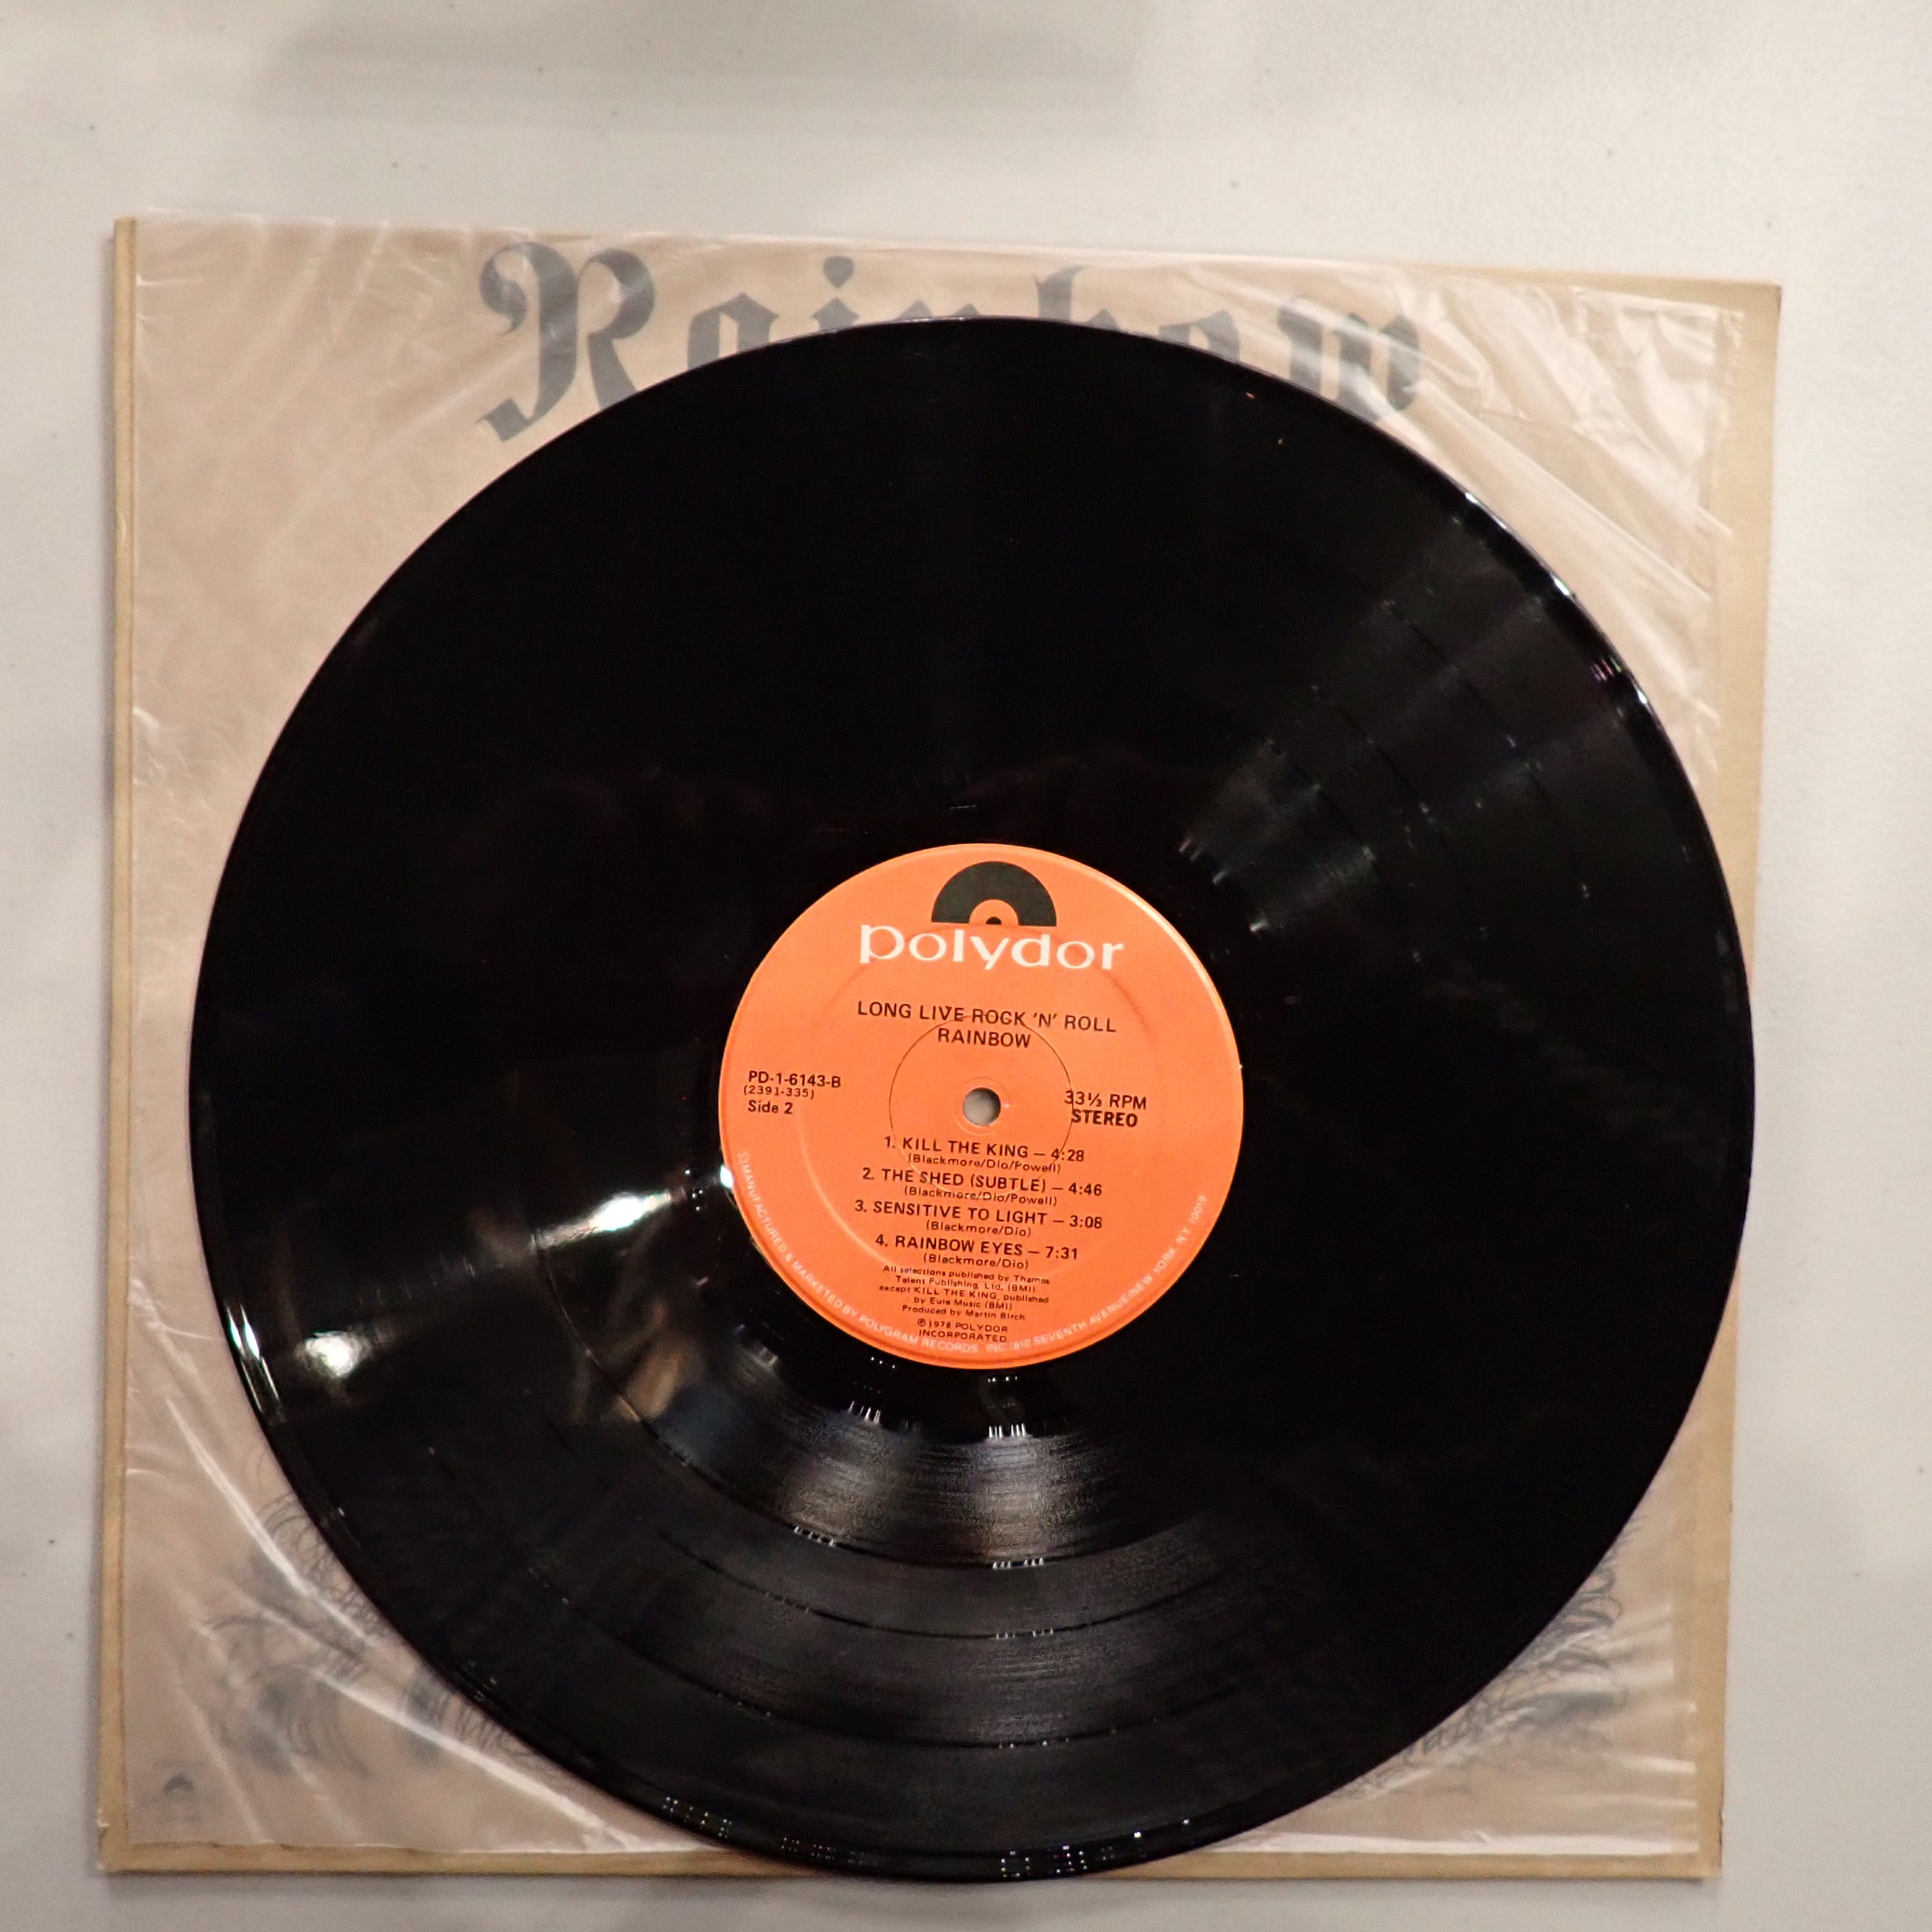 Rainbow
polydor
LONG LIVE ROCK 'N' ROLL
RAINBOW
PD-1-6143-B
(2391-335)
Side 2
33⅓ RPM
STEREO
1. KILL THE KING — 4:28
(Blackmore/Dio/Powell)
2. THE SHED (SUBTLE) — 4:46
(Blackmore/Dio/Powell)
3. SENSITIVE TO LIGHT — 3:08
(Blackmore/Dio)
4. RAINBOW EYES — 7:31
(Blackmore/Dio)
All selections published by Thames
Talent Publishing, Ltd. (BMI)
except KILL THE KING, published
by Eule Music (BMI)
Produced by Martin Birch
℗ 1978 POLYDOR
INCORPORATED
MANUFACTURED & MARKETED BY POLYGRAM RECORDS, INC. 810 SEVENTH AVENUE/NEW YORK, N.Y. 10019